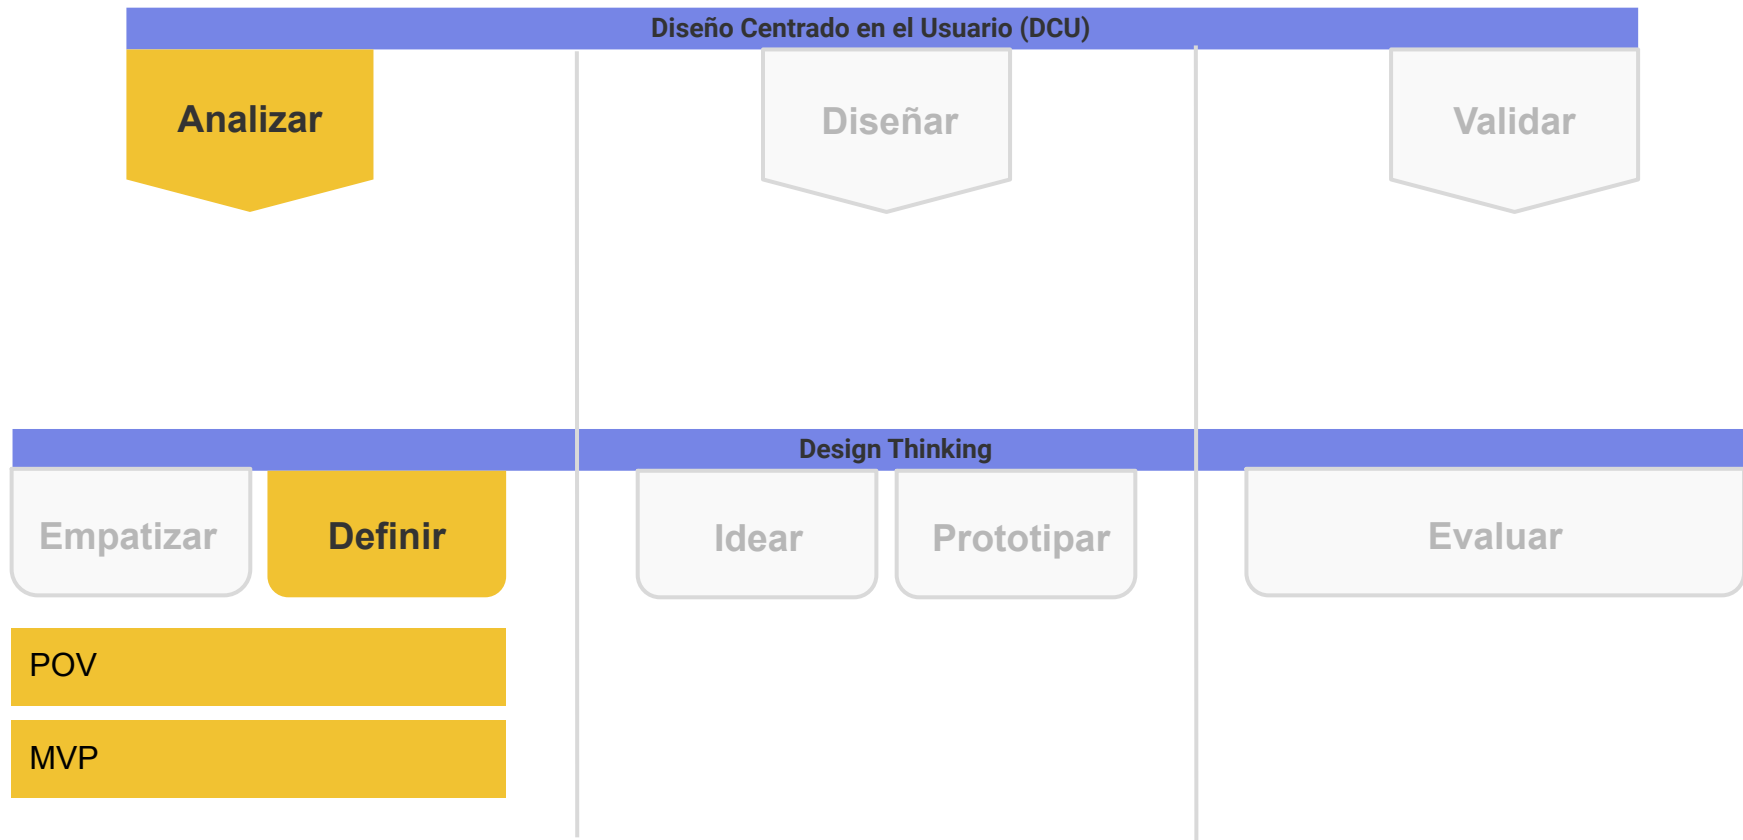 Diseño Centrado en el Usuario (DCU)
Analizar
Diseñar
Validar
Design Thinking
Empatizar
Definir
Idear
Prototipar
Evaluar
POV
MVP